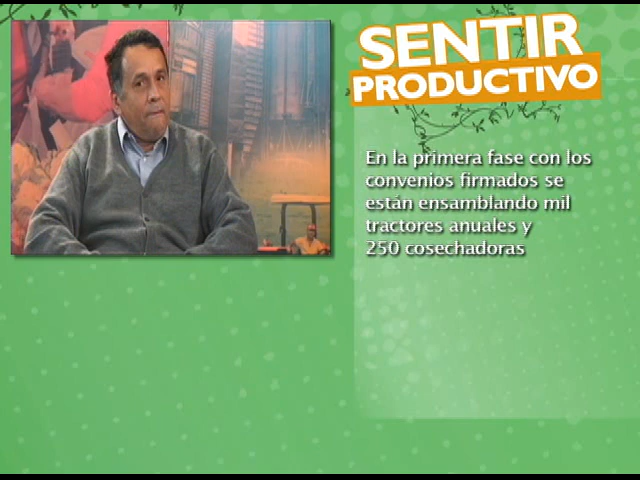 SENTIR
PRODUCTIVO
En la primera fase con los
convenios firmados se
están ensamblando mil
tractores anuales y
250 cosechadoras